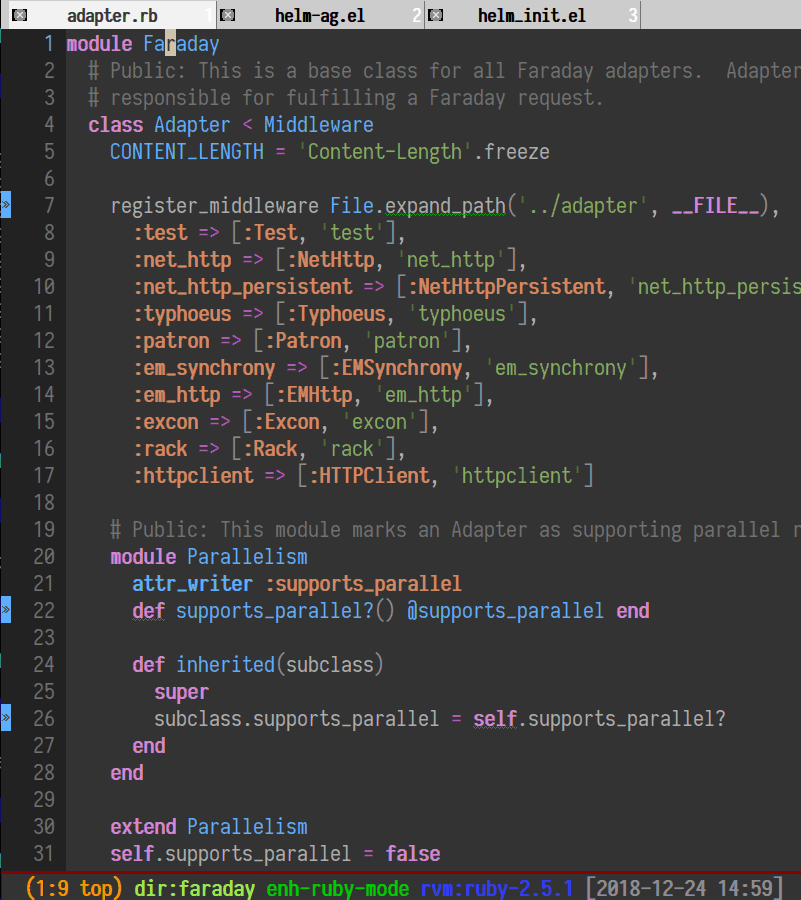 adapter.rb 1 helm-ag.el 2 helm_init.el 3
1 module Faraday
2 # Public: This is a base class for all Faraday adapters.  Adapter
3 # responsible for fulfilling a Faraday request.
4 class Adapter < Middleware
5 CONTENT_LENGTH = 'Content-Length'.freeze
6
7 register_middleware File.expand_path('../adapter', __FILE__),
8 :test => [:Test, 'test'],
9 :net_http => [:NetHttp, 'net_http'],
10 :net_http_persistent => [:NetHttpPersistent, 'net_http_persis
11 :typhoeus => [:Typhoeus, 'typhoeus'],
12 :patron => [:Patron, 'patron'],
13 :em_synchrony => [:EMSynchrony, 'em_synchrony'],
14 :em_http => [:EMHttp, 'em_http'],
15 :excon => [:Excon, 'excon'],
16 :rack => [:Rack, 'rack'],
17 :httpclient => [:HTTPClient, 'httpclient']
18
19 # Public: This module marks an Adapter as supporting parallel r
20 module Parallelism
21 attr_writer :supports_parallel
22 def supports_parallel?() @supports_parallel end
23
24 def inherited(subclass)
25 super
26 subclass.supports_parallel = self.supports_parallel?
27 end
28 end
29
30 extend Parallelism
31 self.supports_parallel = false
(1:9 top) dir:faraday enh-ruby-mode rvm:ruby-2.5.1 [2018-12-24 14:59]